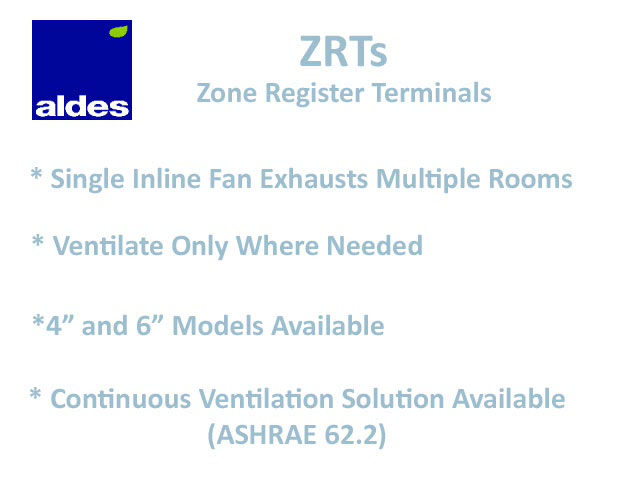 aldes
ZRTs
Zone Register Terminals
* Single Inline Fan Exhausts Multiple Rooms
* Ventilate Only Where Needed
*4” and 6” Models Available
* Continuous Ventilation Solution Available
(ASHRAE 62.2)